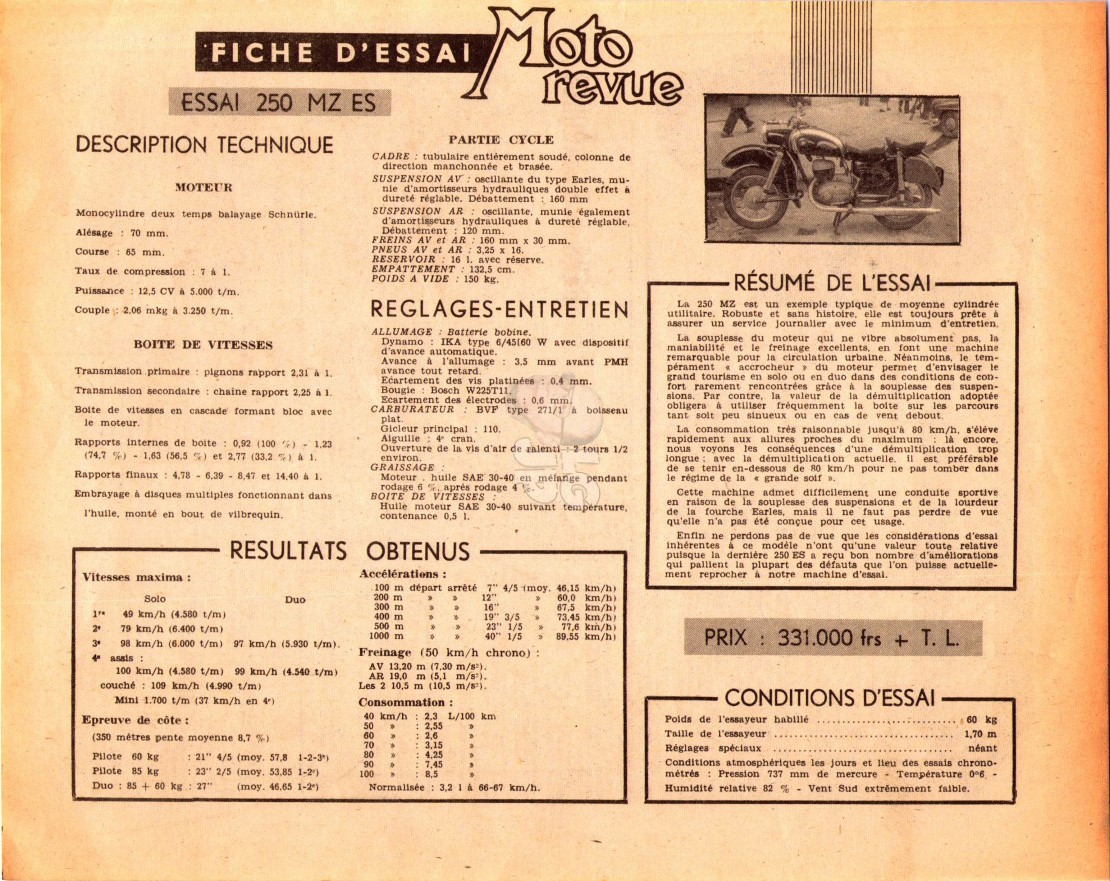 FICHE D'ESSAI Moto revue
ESSAI 250 MZ ES
DESCRIPTION TECHNIQUE
MOTEUR
Monocylindre deux temps balayage Schnürle.
Alésage : 70 mm.
Course : 65 mm.
Taux de compression : 7 à 1.
Puissance : 12,5 CV à 5.000 t/m.
Couple : 2,06 mkg à 3.250 t/m.
BOITE DE VITESSES
Transmission primaire : pignons rapport 2,31 à 1.
Transmission secondaire : chaine rapport 2,25 à 1.
Boîte de vitesses en cascade formant bloc avec
le moteur.
Rapports internes de boîte : 0,92 (100 %) - 1,23
(74,7 %) - 1,63 (56,5 %) et 2,77 (33,2 %) à 1.
Rapports finaux : 4,78 - 6,39 - 8,47 et 14,40 à 1.
Embrayage à disques multiples fonctionnant dans
l'huile, monté en bout de vilbrequin.
PARTIE CYCLE
CADRE : tubulaire entièrement soudé, colonne de
direction manchonnée et brasée.
SUSPENSION AV : oscillante du type Earles, mu-
nie d'amortisseurs hydrauliques double effet à
dureté réglable. Débattement : 160 mm
SUSPENSION AR : oscillante, munie également
d'amortisseurs hydrauliques à dureté réglable,
Débattement : 120 mm.
FREINS AV et AR : 160 mm x 30 mm.
PNEUS AV et AR : 3,25 x 16.
RESERVOIR : 16 l. avec réserve.
EMPATTEMENT : 132,5 cm.
POIDS A VIDE : 150 kg.
REGLAGES-ENTRETIEN
ALLUMAGE : Batterie bobine.
Dynamo : IKA type 6/45|60 W avec dispositif
d'avance automatique.
Avance à l'allumage : 3,5 mm avant PMH
avance tout retard.
Ecartement des vis platinées : 0,4 mm.
Bougie : Bosch W225T11.
Ecartement des électrodes : 0,6 mm.
CARBURATEUR : BVF type 271/1 à boisseau
plat.
Gicleur principal : 110.
Aiguille : 4e cran.
Ouverture de la vis d'air de ralenti : 2 tours 1/2
environ.
GRAISSAGE :
Moteur . huile SAE 30-40 en mélange pendant
rodage 6 %, après rodage 4 %.
BOITE DE VITESSES :
Huile moteur SAE 30-40 suivant température,
contenance 0,5 l.
RÉSUMÉ DE L'ESSAI
La 250 MZ est un exemple typique de moyenne cylindrée
utilitaire. Robuste et sans histoire, elle est toujours prête à
assurer un service journalier avec le minimum d'entretien.
La souplesse du moteur qui ne vibre absolument pas, la
maniabilité et le freinage excellents, en font une machine
remarquable pour la circulation urbaine. Néanmoins, le tem-
pérament « accrocheur » du moteur permet d'envisager le
grand tourisme en solo ou en duo dans des conditions de con-
fort rarement rencontrées grâce à la souplesse des suspen-
sions. Par contre, la valeur de la démultiplication adoptée
obligera à utiliser fréquemment la boîte sur les parcours
tant soit peu sinueux ou en cas de vent debout.
La consommation très raisonnable jusqu'à 80 km/h, s'élève
rapidement aux allures proches du maximum : là encore,
nous voyons les conséquences d'une démultiplication trop
longue ; avec la démultiplication actuelle. Il est préférable
de se tenir en-dessous de 80 km/h pour ne pas tomber dans
le régime de la « grande soif ».
Cette machine admet difficilement une conduite sportive
en raison de la souplesse des suspensions et de la lourdeur
de la fourche Earles, mais il ne faut pas perdre de vue
qu'elle n'a pas été conçue pour cet usage.
Enfin ne perdons pas de vue que les considérations d'essai
inhérentes à ce modèle n'ont qu'une valeur toute relative
puisque la dernière 250 ES a reçu bon nombre d'améliorations
qui pallient la plupart des défauts que l'on puisse actuelle-
ment reprocher à notre machine d'essai.
RESULTATS OBTENUS
Vitesses maxima :
Solo Duo
1re 49 km/h (4.580 t/m)
2e 79 km/h (6.400 t/m)
3e 98 km/h (6.000 t/m) 97 km/h (5.930 t/m).
4e assis :
100 km/h (4.580 t/m) 99 km/h (4.540 t/m)
couché : 109 km/h (4.990 t/m)
Mini 1.700 t/m (37 km/h en 4e)
Epreuve de côte :
(350 mètres pente moyenne 8,7 %)
Pilote 60 kg : 21" 4/5 (moy. 57,8 1-2-3e)
Pilote 85 kg : 23" 2/5 (moy. 53,85 1-2e)
Duo : 85 + 60 kg : 27" (moy. 46,65 1-2e)
Accélérations :
100 m départ arrêté 7" 4/5 (moy. 46,15 km/h)
200 m » » 12" » 60,0 km/h)
300 m » » 16" » 67,5 km/h)
400 m » » 19" 3/5 » 73,45 km/h)
500 m » » 23" 1/5 » 77,6 km/h)
1000 m » » 40" 1/5 » 89,55 km/h)
Freinage (50 km/h chrono) :
AV 13,20 m (7,30 m/s²).
AR 19,0 m (5,1 m/s²).
Les 2 10,5 m (10,5 m/s²).
Consommation :
40 km/h : 2,3 L/100 km
50 » : 2,55 »
60 » : 2,6 »
70 » : 3,15 »
80 » : 4,25 »
90 » : 7,45 »
100 » : 8,5 »
Normalisée : 3,2 l à 66-67 km/h.
PRIX : 331.000 frs + T. L.
CONDITIONS D'ESSAI
Poids de l'essayeur habillé .......................... 60 kg
Taille de l'essayeur .................................. 1,70 m
Réglages spéciaux .................................. néant
Conditions atmosphériques les jours et lieu des essais chrono-
métrés : Pression 737 mm de mercure - Température 0°6 -
Humidité relative 82 % - Vent Sud extrêmement faible.